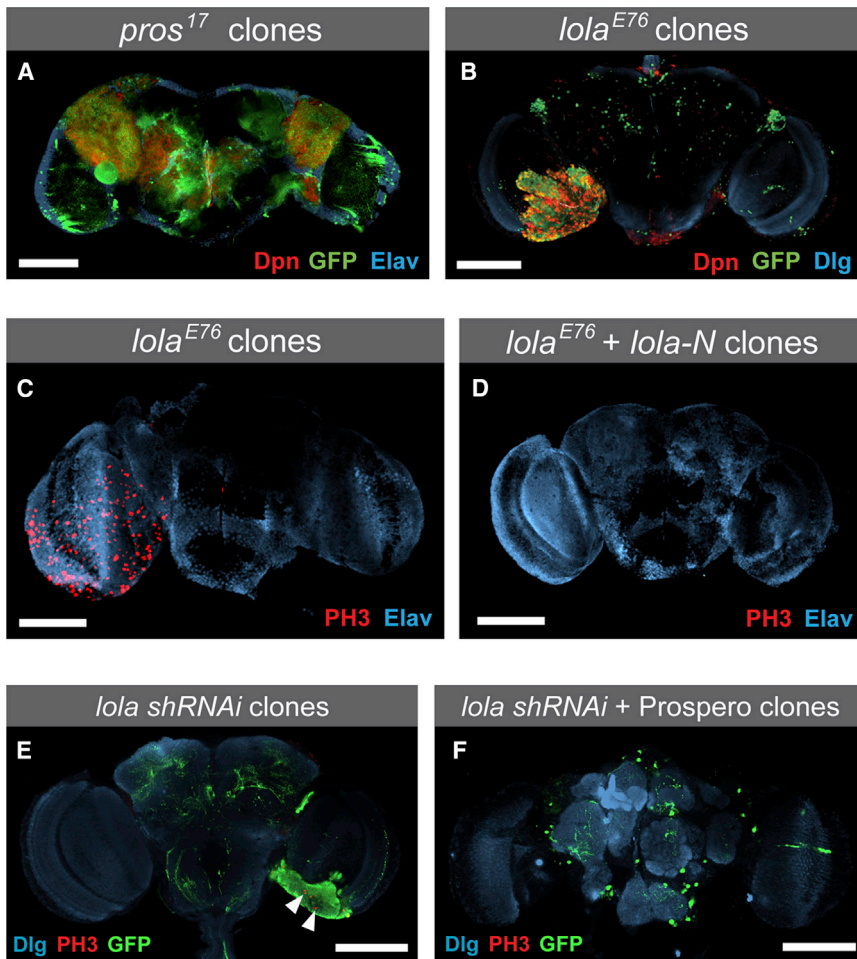 pros17 clones
lolaE76 clones
A
B
Dpn GFP Elav
Dpn GFP Dlg
lolaE76 clones
lolaE76 + lola-N clones
C
D
PH3 Elav
PH3 Elav
lola shRNAi clones
lola shRNAi + Prospero clones
E
F
Dlg PH3 GFP
Dlg PH3 GFP